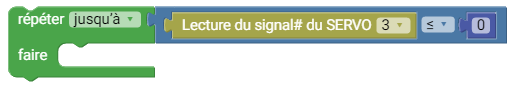 répéter jusqu'à Lecture du signal# du SERVO 3 ≤ 0
faire